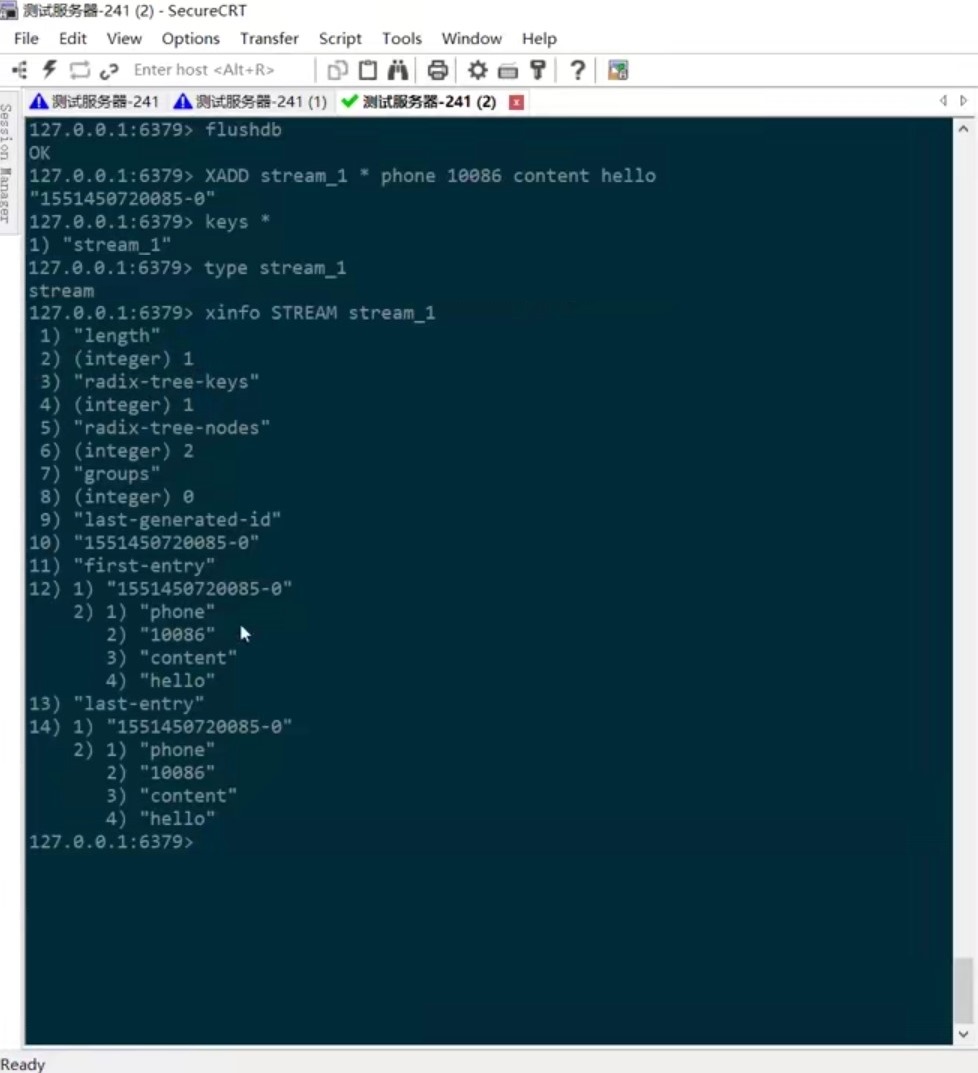 测试服务器-241 (2) - SecureCRT
File Edit View Options Transfer Script Tools Window Help
Enter host <Alt+R>
测试服务器-241 测试服务器-241 (1) 测试服务器-241 (2)
Session Manager
127.0.0.1:6379> flushdb
OK
127.0.0.1:6379> XADD stream_1 * phone 10086 content hello
"1551450720085-0"
127.0.0.1:6379> keys *
1) "stream_1"
127.0.0.1:6379> type stream_1
stream
127.0.0.1:6379> xinfo STREAM stream_1
1) "length"
2) (integer) 1
3) "radix-tree-keys"
4) (integer) 1
5) "radix-tree-nodes"
6) (integer) 2
7) "groups"
8) (integer) 0
9) "last-generated-id"
10) "1551450720085-0"
11) "first-entry"
12) 1) "1551450720085-0"
2) 1) "phone"
2) "10086"
3) "content"
4) "hello"
13) "last-entry"
14) 1) "1551450720085-0"
2) 1) "phone"
2) "10086"
3) "content"
4) "hello"
127.0.0.1:6379>
Ready